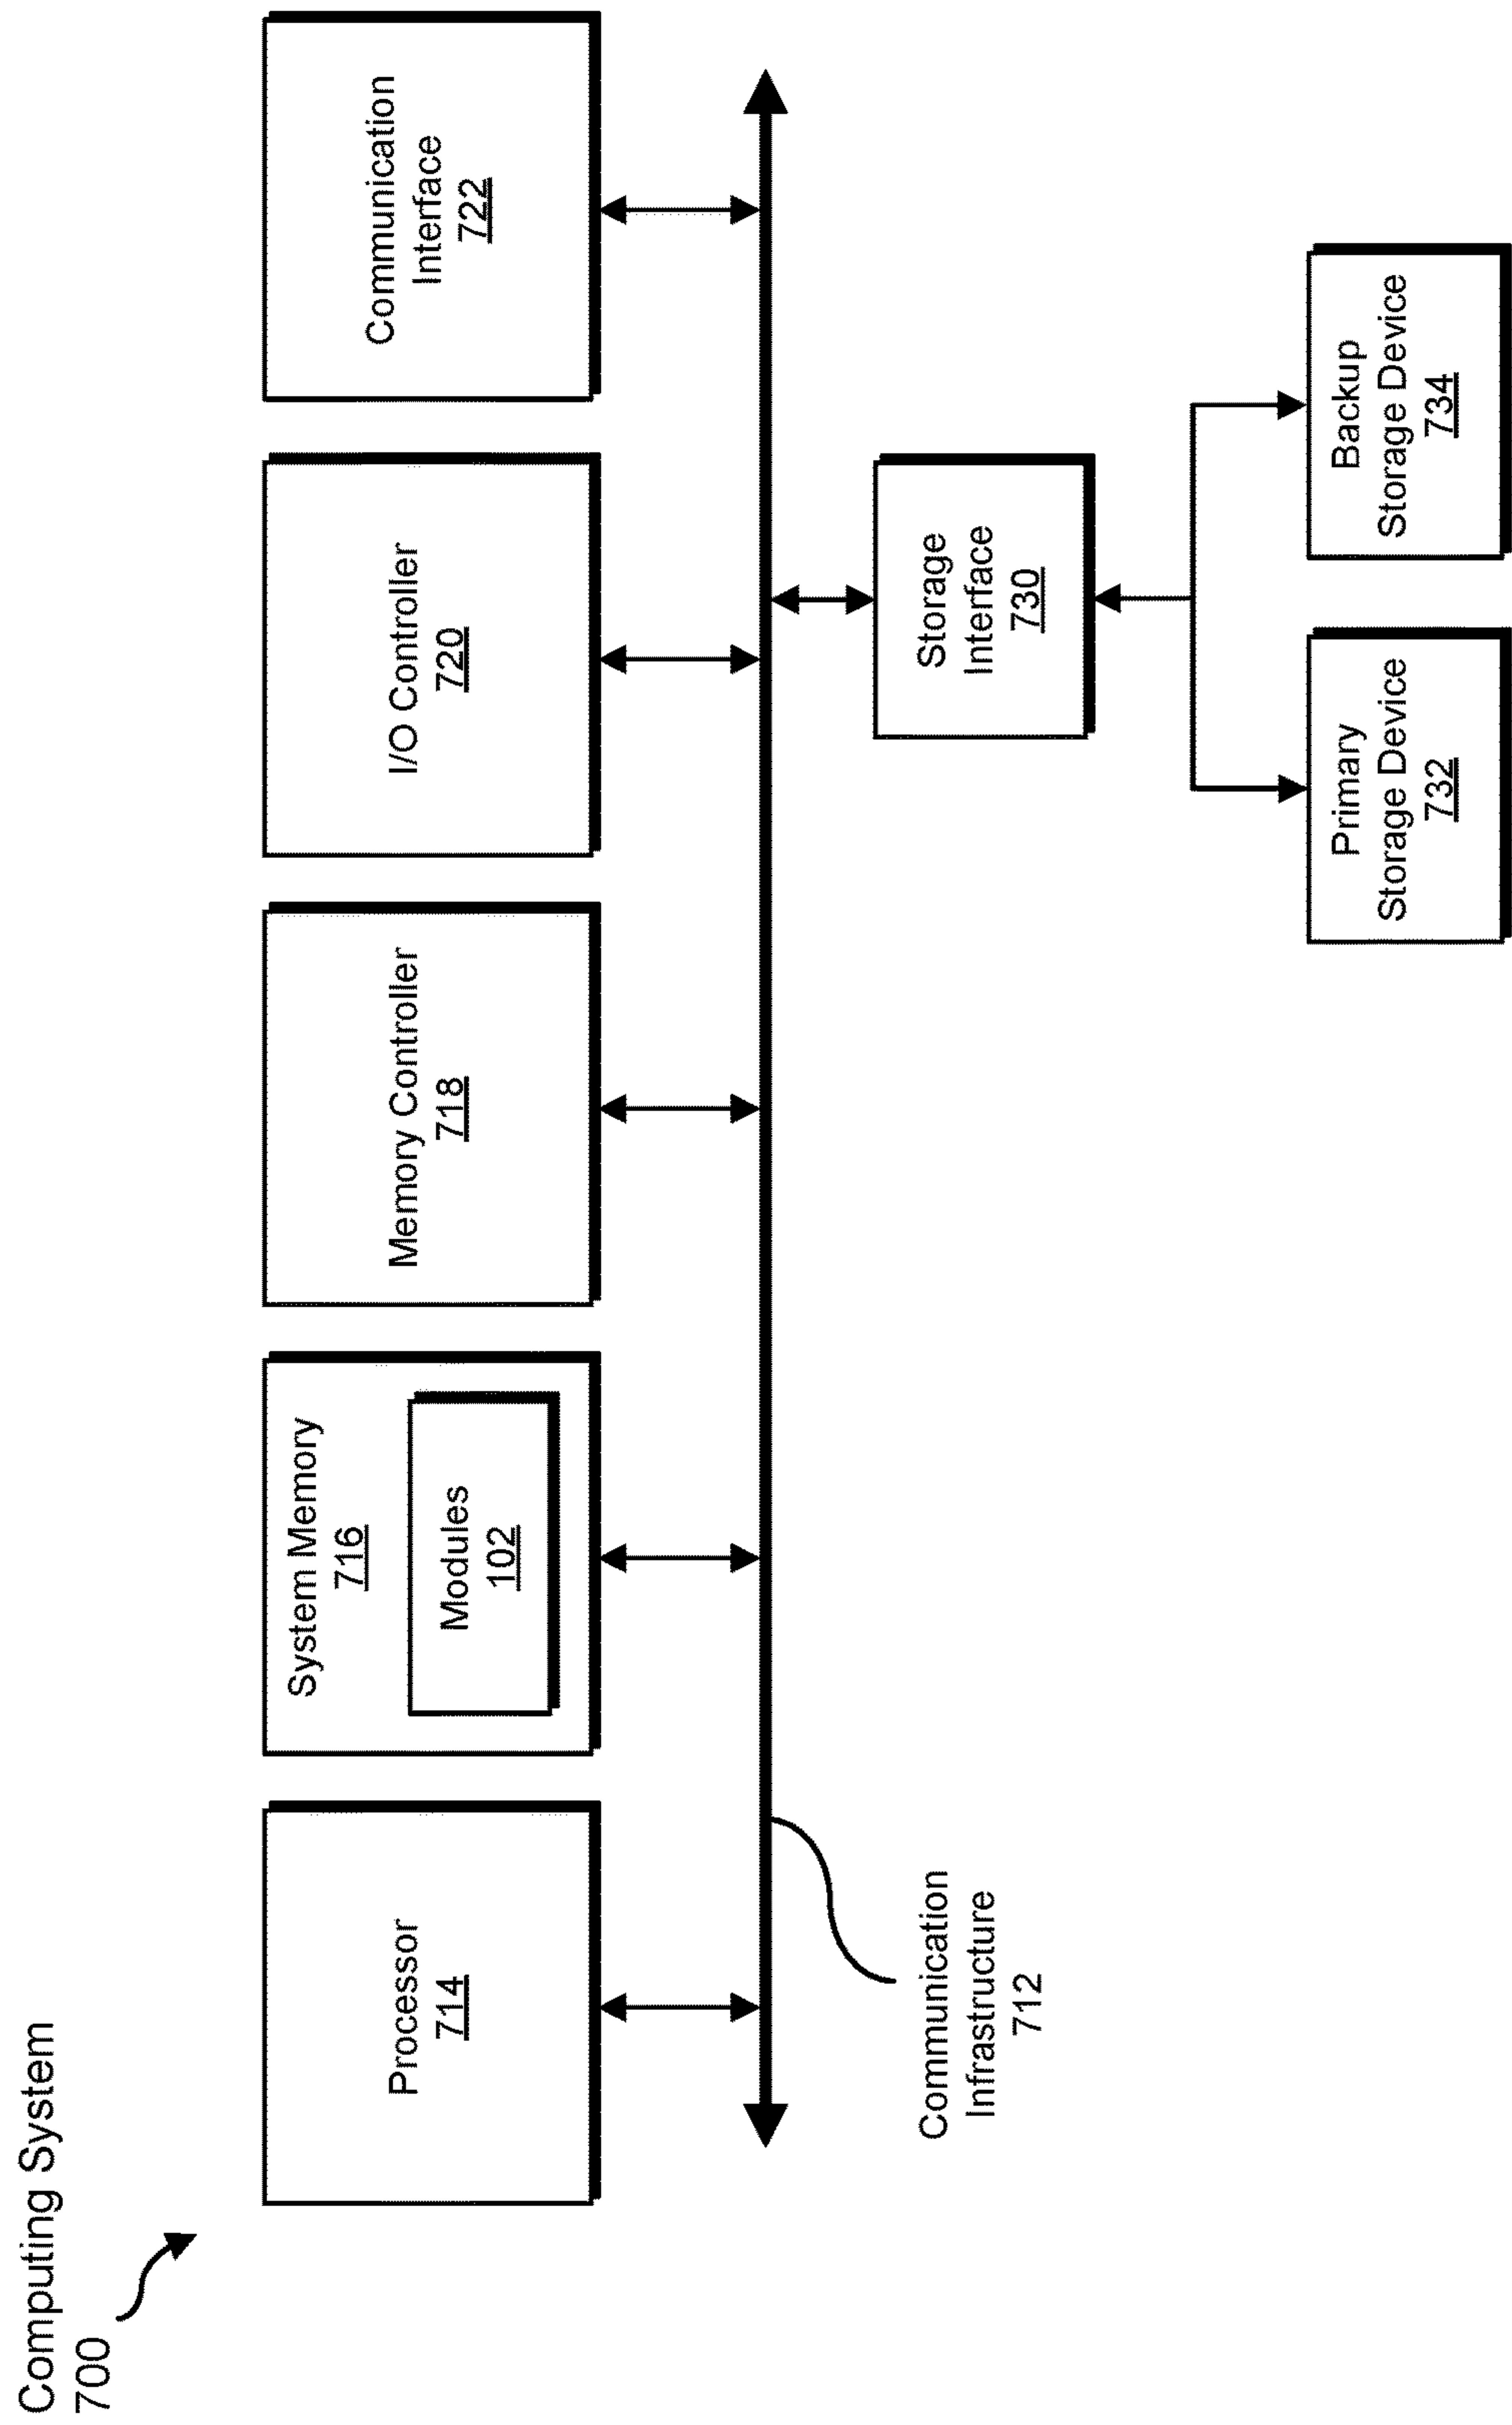 Computing System
700
Processor
714
System Memory
716
Modules
102
Memory Controller
718
I/O Controller
720
Communication
Interface
722
Communication
Infrastructure
712
Storage
Interface
730
Primary
Storage Device
732
Backup
Storage Device
734